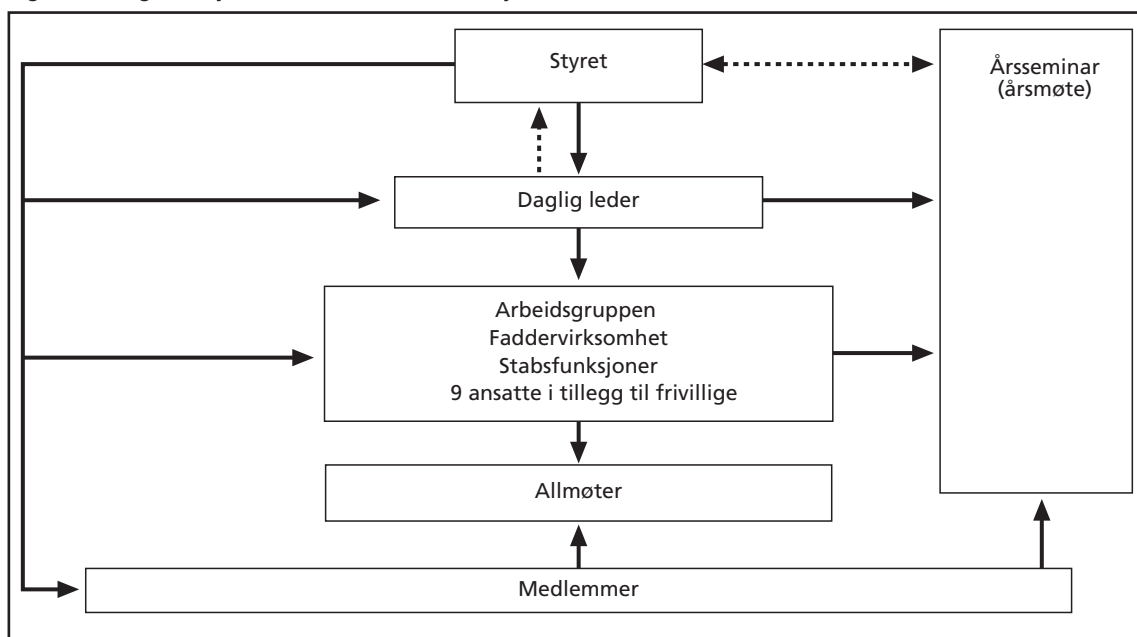 Styret
Årsseminar
(årsmøte)
Daglig leder
Arbeidsgruppen
Faddervirksomhet
Stabsfunksjoner
9 ansatte i tillegg til frivillige
Allmøter
Medlemmer